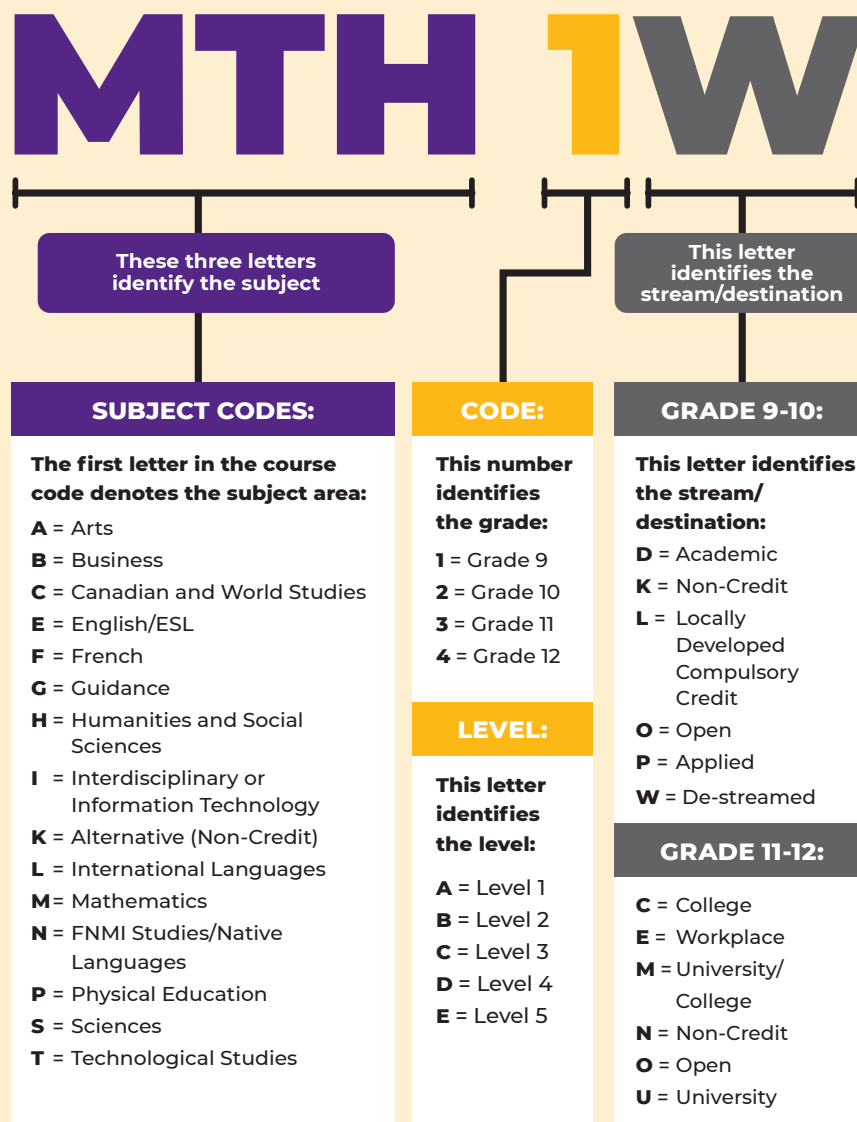 MTH 1W
These three letters
identify the subject
This letter
identifies the
stream/destination
SUBJECT CODES:
The first letter in the course
code denotes the subject area:
A = Arts
B = Business
C = Canadian and World Studies
E = English/ESL
F = French
G = Guidance
H = Humanities and Social
Sciences
I = Interdisciplinary or
Information Technology
K = Alternative (Non-Credit)
L = International Languages
M = Mathematics
N = FNMI Studies/Native
Languages
P = Physical Education
S = Sciences
T = Technological Studies
CODE:
This number
identifies
the grade:
1 = Grade 9
2 = Grade 10
3 = Grade 11
4 = Grade 12
LEVEL:
This letter
identifies
the level:
A = Level 1
B = Level 2
C = Level 3
D = Level 4
E = Level 5
GRADE 9-10:
This letter identifies
the stream/
destination:
D = Academic
K = Non-Credit
L = Locally
Developed
Compulsory
Credit
O = Open
P = Applied
W = De-streamed
GRADE 11-12:
C = College
E = Workplace
M = University/
College
N = Non-Credit
O = Open
U = University